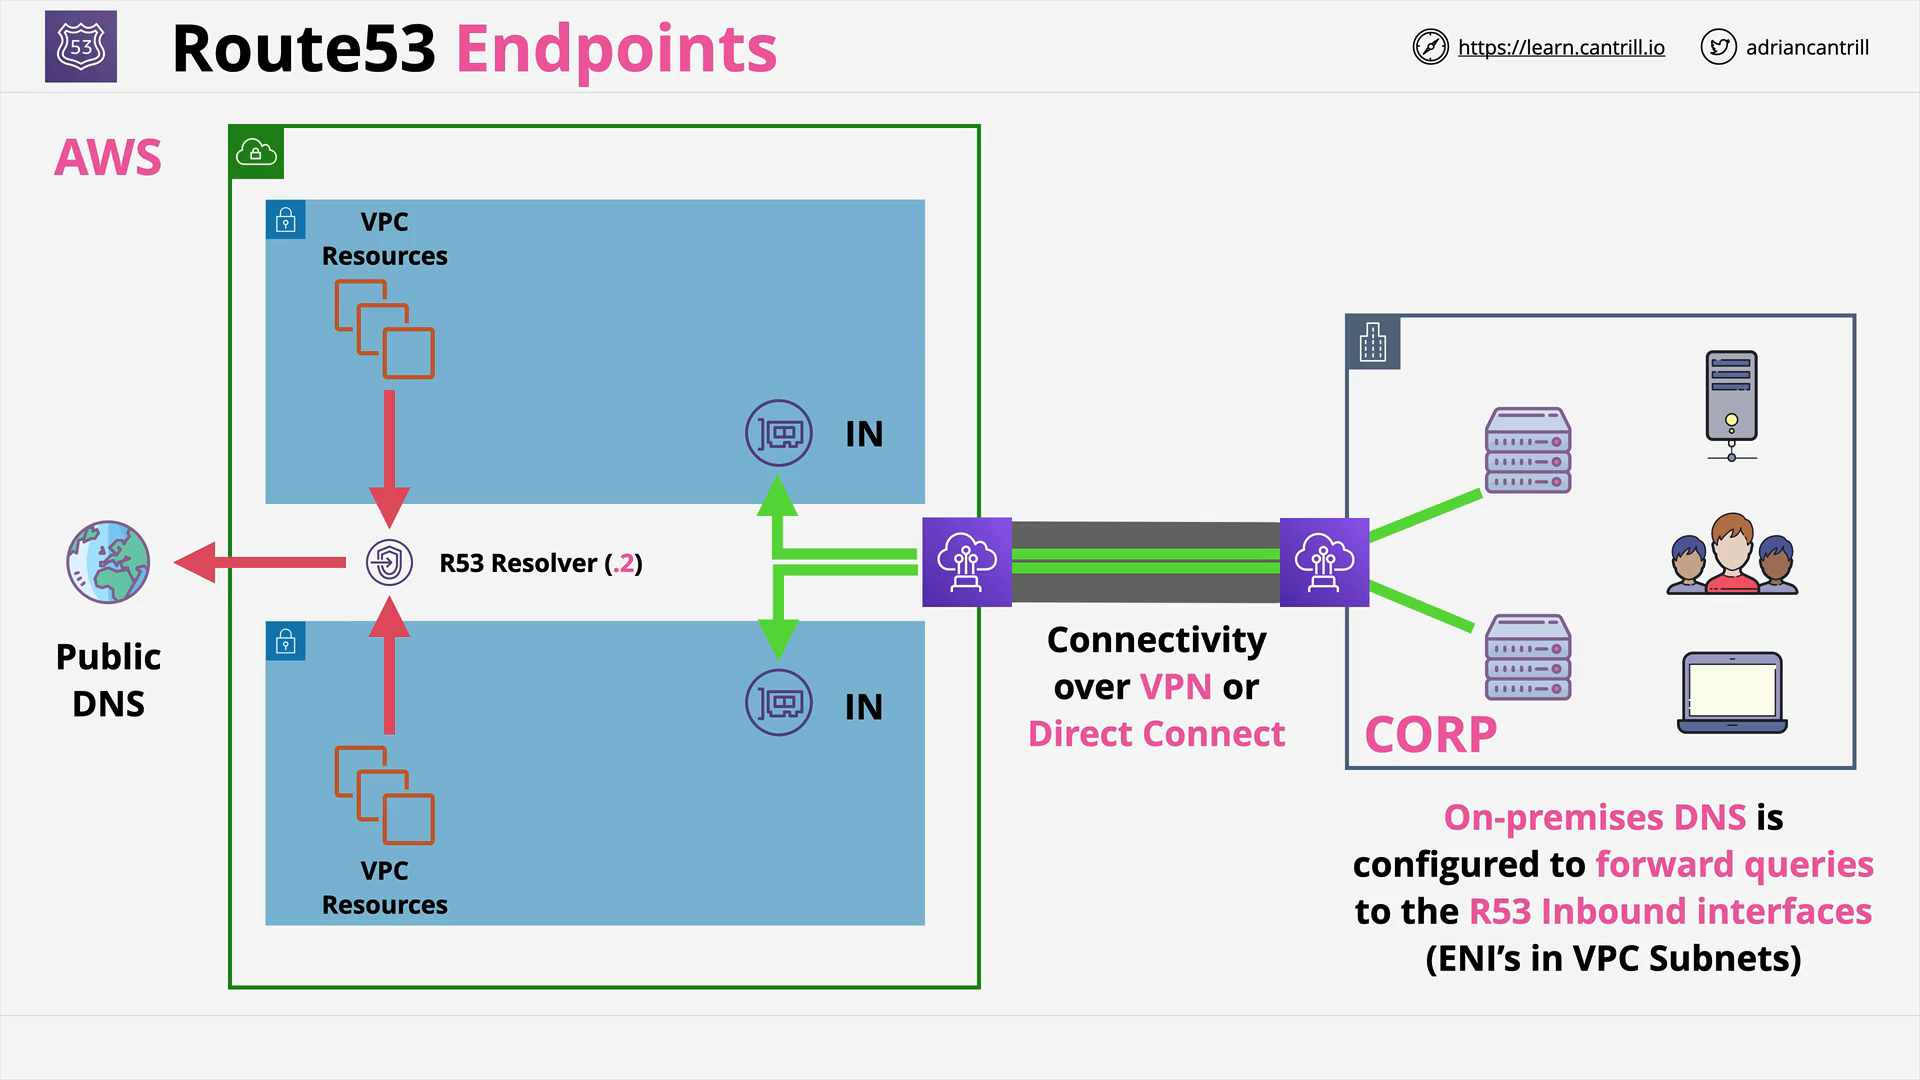 53
Route53 Endpoints
https://learn.cantrill.io
adriancantrill
AWS
VPC
Resources
IN
R53 Resolver (.2)
Public
DNS
IN
VPC
Resources
Connectivity
over VPN or
Direct Connect
CORP
On-premises DNS is
configured to forward queries
to the R53 Inbound interfaces
(ENI’s in VPC Subnets)